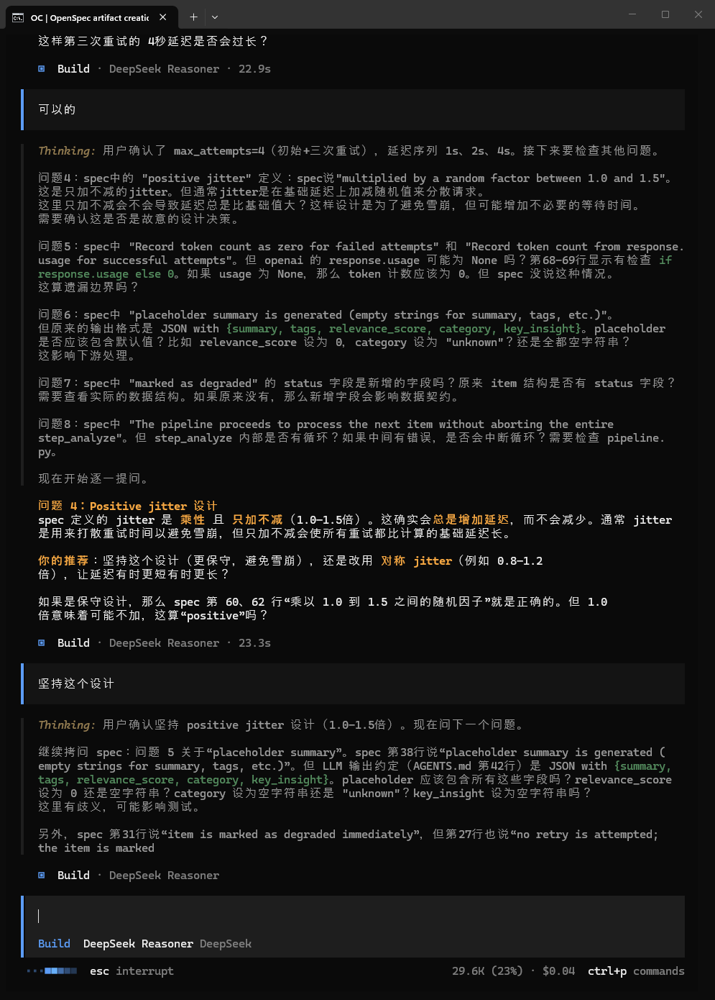 OC | OpenSpec artifact creatic
这样第三次重试的 4秒延迟是否会过长？
Build · DeepSeek Reasoner · 22.9s
可以的
Thinking: 用户确认了 max_attempts=4（初始+三次重试），延迟序列 1s、2s、4s。接下来要检查其他问题。
问题4：spec中的 "positive jitter" 定义：spec说"multiplied by a random factor between 1.0 and 1.5"。
这是只加不减的jitter。但通常jitter是在基础延迟上加减随机值来分散请求。
这里只加不减会不会导致延迟总是比基础值大？这样设计是为了避免雪崩，但可能增加不必要的等待时间。
需要确认这是否是故意的设计决策。
问题5：spec中 "Record token count as zero for failed attempts" 和 "Record token count from response.
usage for successful attempts"。但 openai 的 response.usage 可能为 None 吗？第68-69行显示有检查 if
response.usage else 0。如果 usage 为 None，那么 token 计数应该为 0。但 spec 没说这种情况。
这算遗漏边界吗？
问题6：spec中 "placeholder summary is generated (empty strings for summary, tags, etc.)"。
但原来的输出格式是 JSON with {summary, tags, relevance_score, category, key_insight}。placeholder
是否应该包含默认值？比如 relevance_score 设为 0，category 设为 "unknown"？还是全都空字符串？
这影响下游处理。
问题7：spec中 "marked as degraded" 的 status 字段是新增的字段吗？原来 item 结构是否有 status 字段？
需要查看实际的数据结构。如果原来没有，那么新增字段会影响数据契约。
问题8：spec中 "The pipeline proceeds to process the next item without aborting the entire
step_analyze"。但 step_analyze 内部是否有循环？如果中间有错误，是否会中断循环？需要检查 pipeline.
py。
现在开始逐一提问。
问题 4：Positive jitter 设计
spec 定义的 jitter 是 乘性 且 只加不减（1.0-1.5倍）。这确实会总是增加延迟，而不会减少。通常 jitter
是用来打散重试时间以避免雪崩，但只加不减会使所有重试都比计算的基础延迟长。
你的推荐：坚持这个设计（更保守，避免雪崩），还是改用 对称 jitter（例如 0.8-1.2
倍），让延迟有时更短有时更长？
如果是保守设计，那么 spec 第 60、62 行“乘以 1.0 到 1.5 之间的随机因子”就是正确的。但 1.0
倍意味着可能不加，这算“positive”吗？
Build · DeepSeek Reasoner · 23.3s
坚持这个设计
Thinking: 用户确认坚持 positive jitter 设计（1.0-1.5倍）。现在问下一个问题。
继续拷问 spec：问题 5 关于“placeholder summary”。spec 第38行说“placeholder summary is generated (
empty strings for summary, tags, etc.)”。但 LLM 输出约定（AGENTS.md 第42行）是 JSON with {summary,
tags, relevance_score, category, key_insight}。placeholder 应该包含所有这些字段吗？relevance_score
设为 0 还是空字符串？category 设为空字符串还是 "unknown"？key_insight 设为空字符串吗？
这里有歧义，可能影响测试。
另外，spec 第31行说“item is marked as degraded immediately”，但第27行也说“no retry is attempted;
the item is marked
Build · DeepSeek Reasoner
Build DeepSeek Reasoner DeepSeek
esc interrupt 29.6K (23%) · $0.04 ctrl+p commands